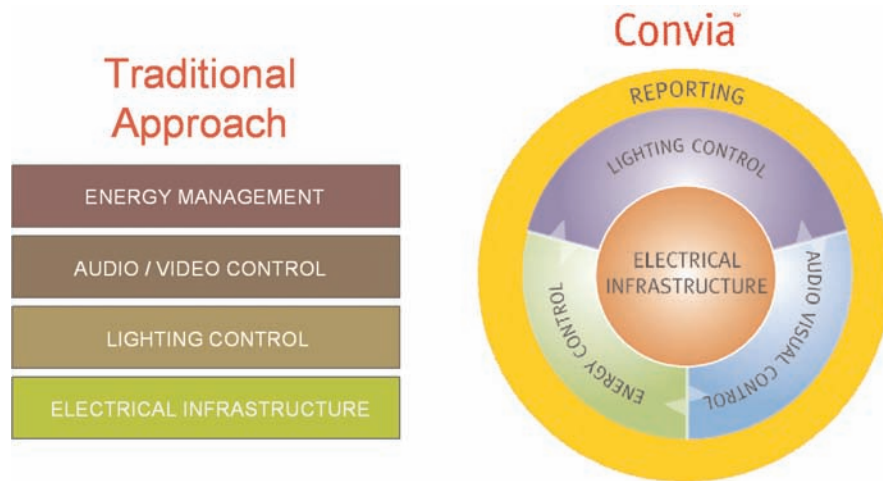 Traditional
Approach
ENERGY MANAGEMENT
AUDIO / VIDEO CONTROL
LIGHTING CONTROL
ELECTRICAL INFRASTRUCTURE
Convia™
REPORTING
LIGHTING CONTROL
ELECTRICAL
INFRASTRUCTURE
ENERGY CONTROL
AUDIO VISUAL CONTROL